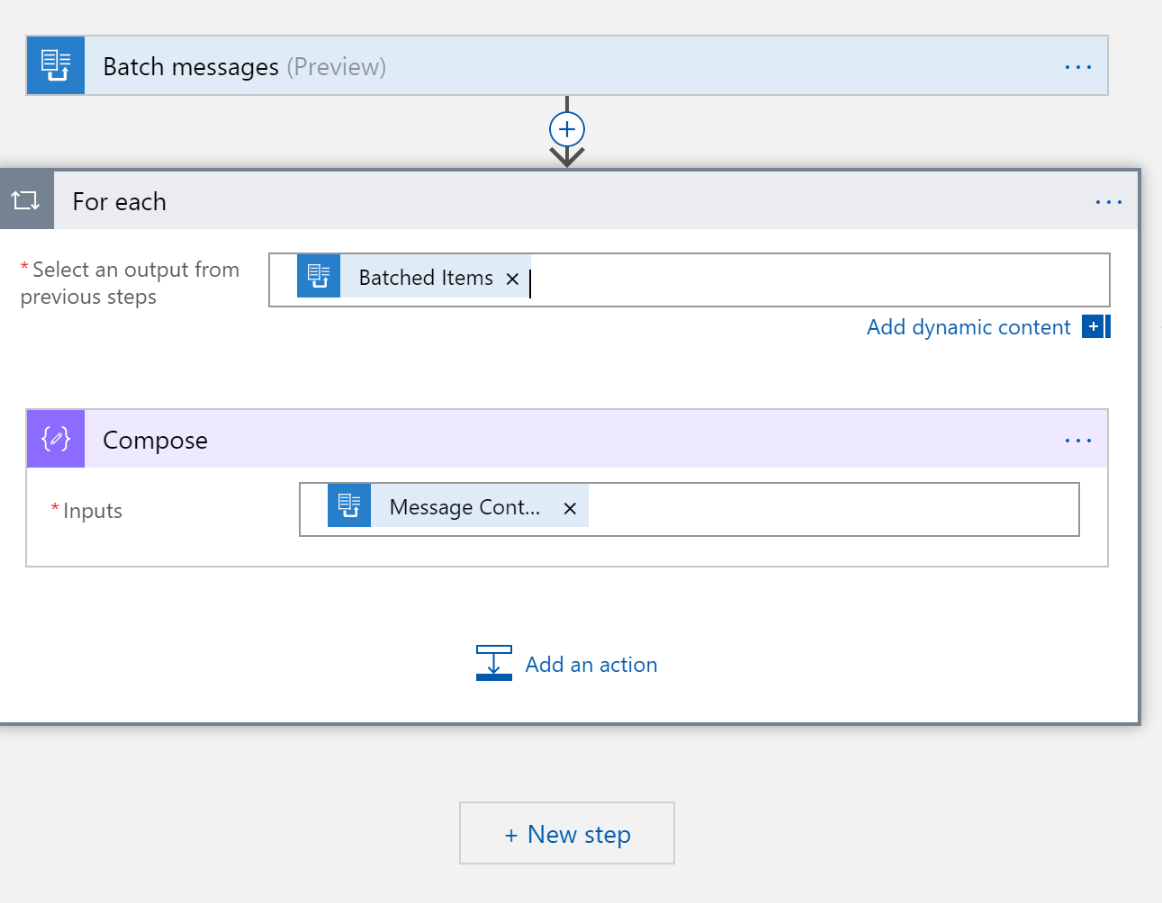 Batch messages (Preview)
For each
*Select an output from
previous steps
Batched Items ×
Add dynamic content
Compose
*Inputs
Message Cont... ×
Add an action
+ New step